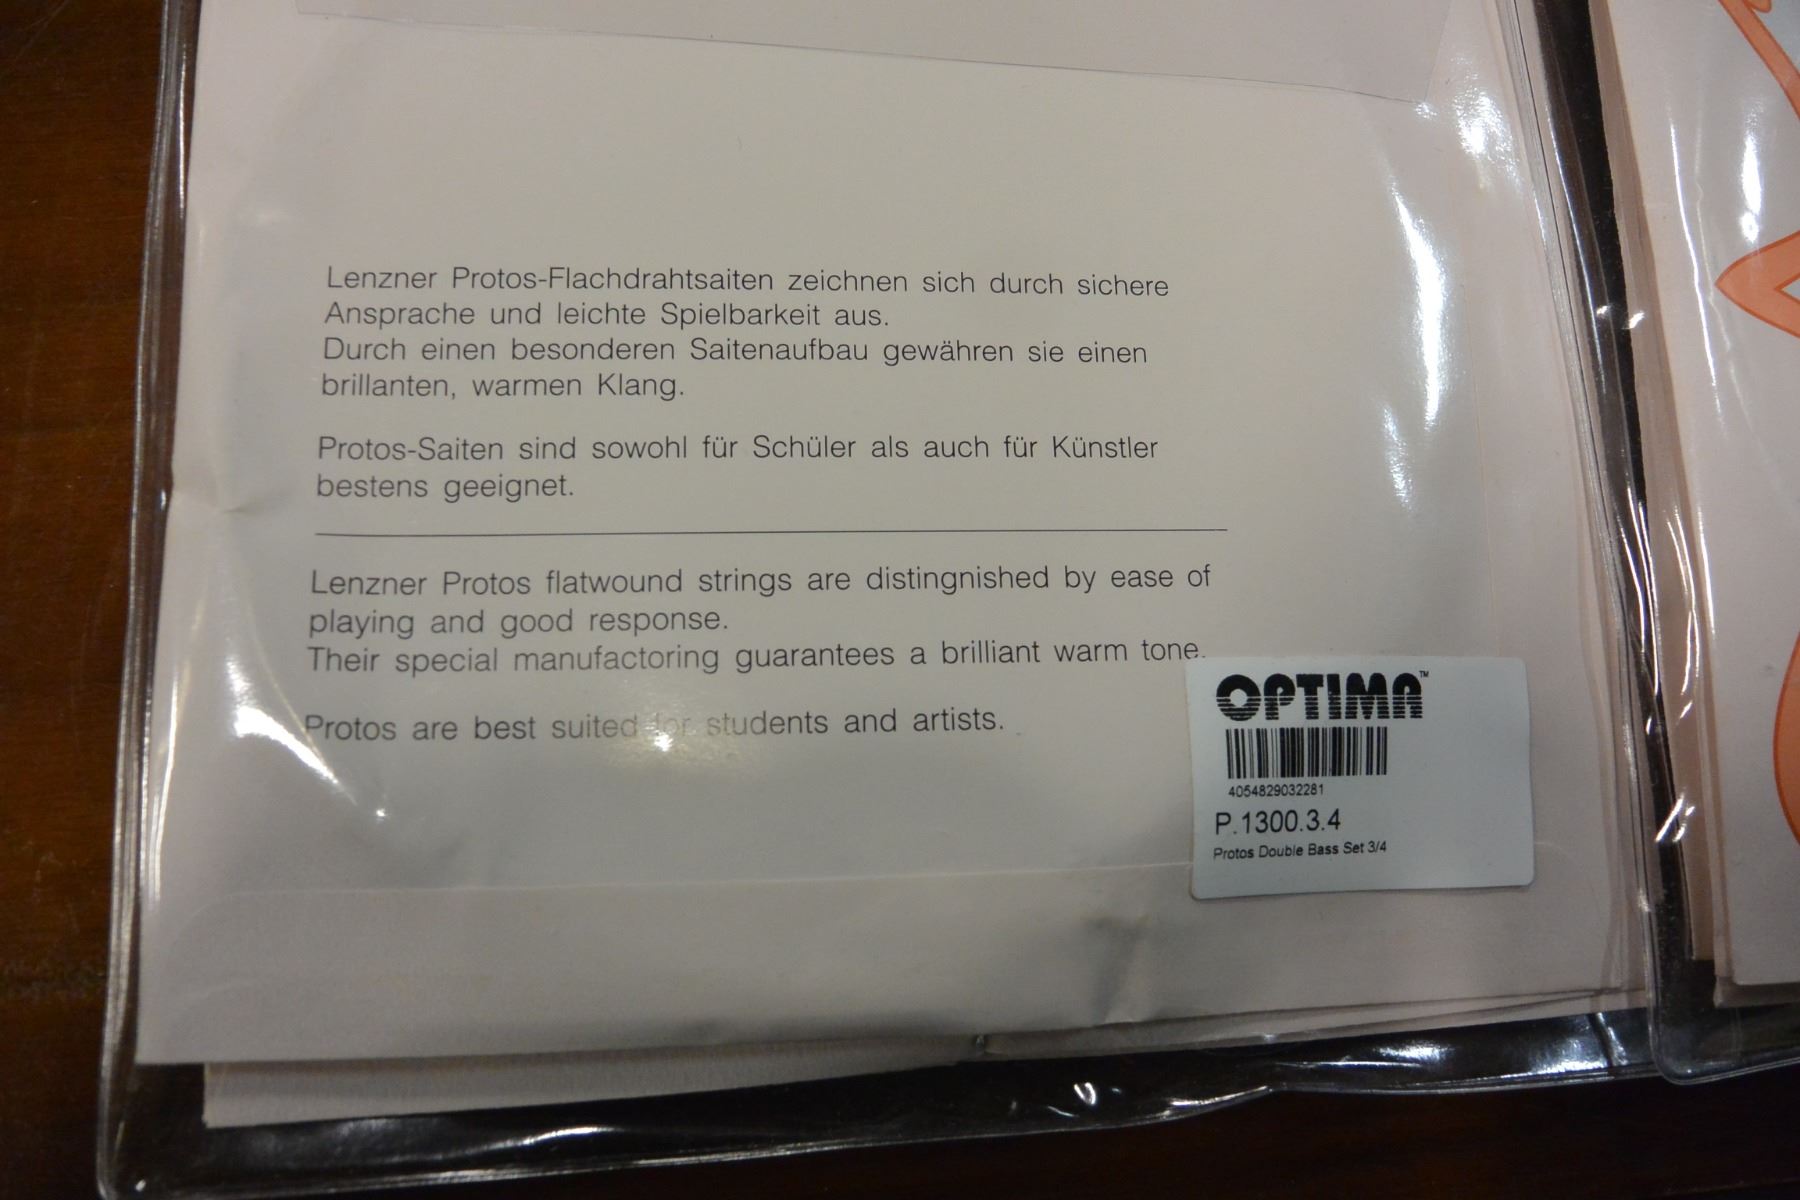 Lenzner Protos-Flachdrahtsaiten zeichnen sich durch sichere
Ansprache und leichte Spielbarkeit aus.
Durch einen besonderen Saitenaufbau gewähren sie einen
brillanten, warmen Klang.
Protos-Saiten sind sowohl für Schüler als auch für Künstler
bestens geeignet.
Lenzner Protos flatwound strings are distingnished by ease of
playing and good response.
Their special manufactoring guarantees a brilliant warm tone.
Protos are best suited for students and artists.
OPTIMA™
4054829032281
P.1300.3.4
Protos Double Bass Set 3/4